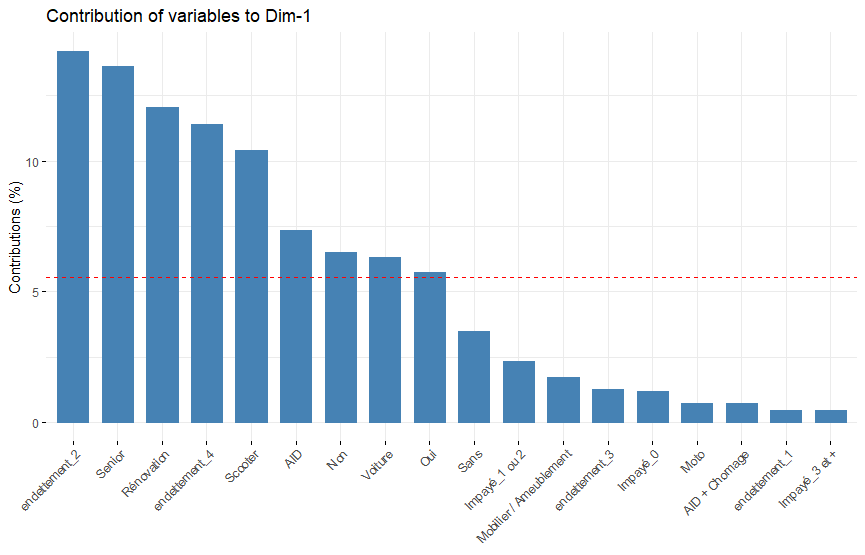 Contribution of variables to Dim-1
Contributions (%)
10
5
0
endettement_2
Senior
Rénovation
endettement_4
Scooter
AID
Non
Voiture
Oui
Sans
Impayé_1 ou 2
Mobilier / Ameublement
endettement_3
Impayé_0
Moto
AID + Chomage
endettement_1
Impayé_3 et +